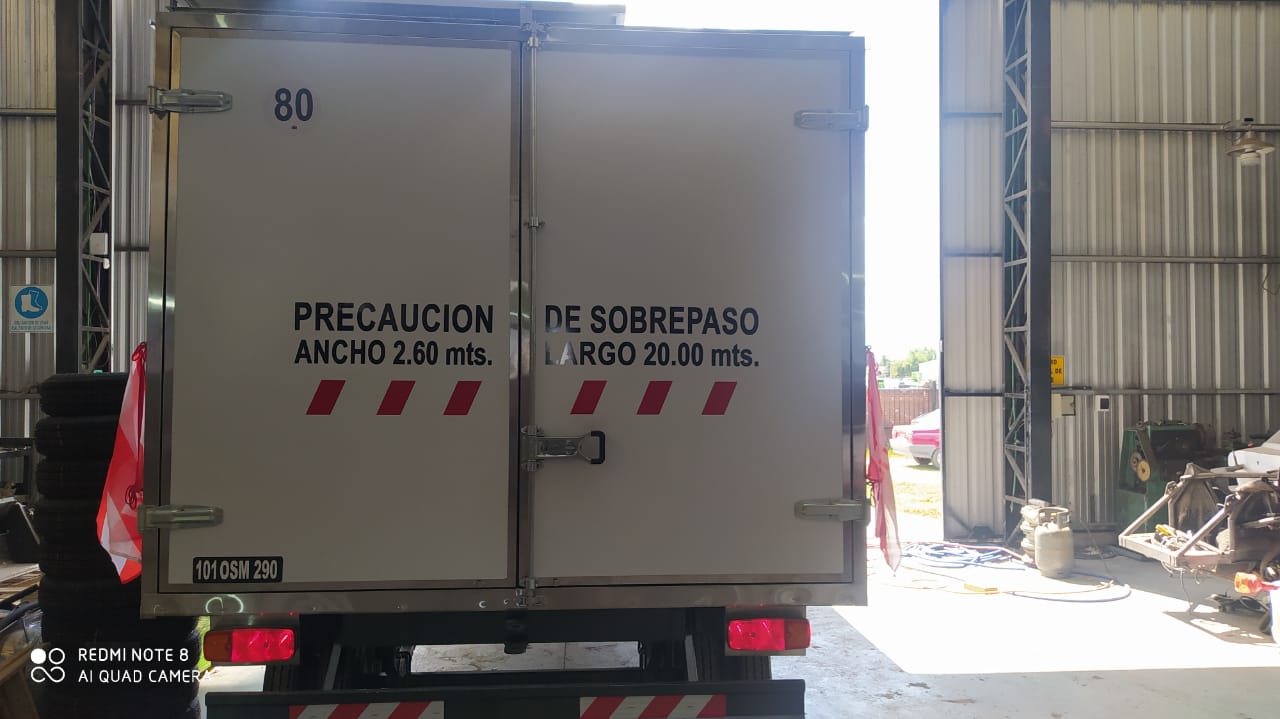 80
PRECAUCION DE SOBREPASO
ANCHO 2.60 mts. LARGO 20.00 mts.
101 OSM 290
REDMI NOTE 8
AI QUAD CAMERA